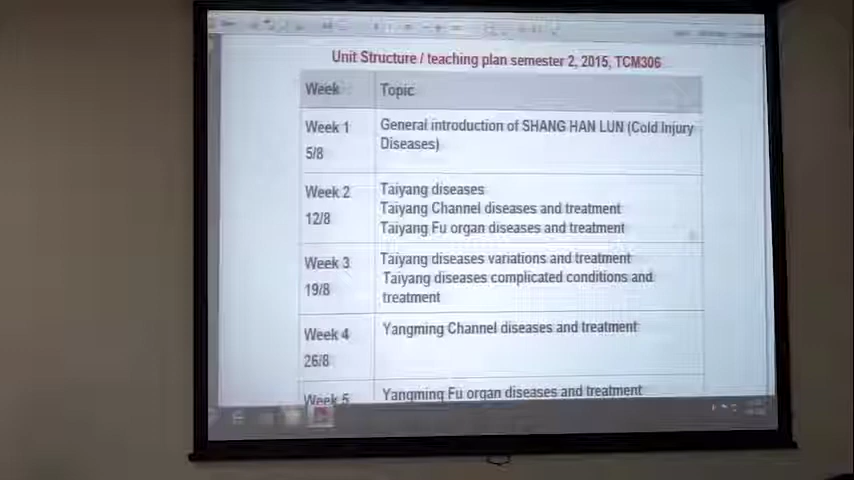 Unit Structure / teaching plan semester 2, 2015, TCM306
Week Topic
Week 1 General introduction of SHANG HAN LUN (Cold Injury
5/8 Diseases)
Week 2 Taiyang diseases
12/8 Taiyang Channel diseases and treatment
Taiyang Fu organ diseases and treatment
Week 3 Taiyang diseases variations and treatment
19/8 Taiyang diseases complicated conditions and
treatment
Week 4 Yangming Channel diseases and treatment
26/8
Week 5 Yangming Fu organ diseases and treatment